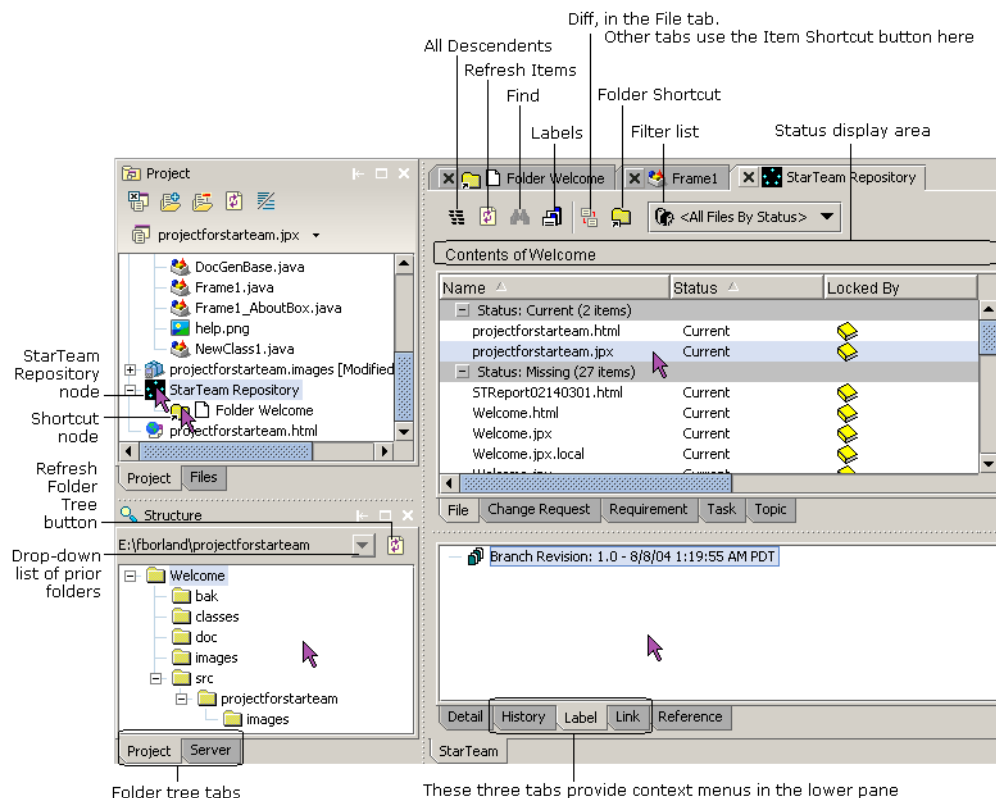 Diff, in the File tab.
Other tabs use the Item Shortcut button here
All Descendents
Refresh Items
Find
Folder Shortcut
Labels
Filter list
Status display area
Project
projectforstarteam.jpx
DocGenBase.java
Frame1.java
Frame1_AboutBox.java
help.png
NewClass1.java
projectforstarteam.images [Modified
StarTeam Repository
Folder Welcome
projectforstarteam.html
Project
Files
StarTeam
Repository
node
Shortcut
node
Refresh
Folder
Tree
button
Drop-down
list of prior
folders
Structure
E:\fborland\projectforstarteam
Welcome
bak
classes
doc
images
src
projectforstarteam
images
Project
Server
Folder tree tabs
Folder Welcome
Frame1
StarTeam Repository
<All Files By Status>
Contents of Welcome
Name
Status
Locked By
Status: Current (2 items)
projectforstarteam.html Current
projectforstarteam.jpx Current
Status: Missing (27 items)
STReport02140301.html Current
Welcome.html Current
Welcome.jpx Current
Welcome.jpx.local Current
File
Change Request
Requirement
Task
Topic
Branch Revision: 1.0 - 8/8/04 1:19:55 AM PDT
Detail
History
Label
Link
Reference
StarTeam
These three tabs provide context menus in the lower pane